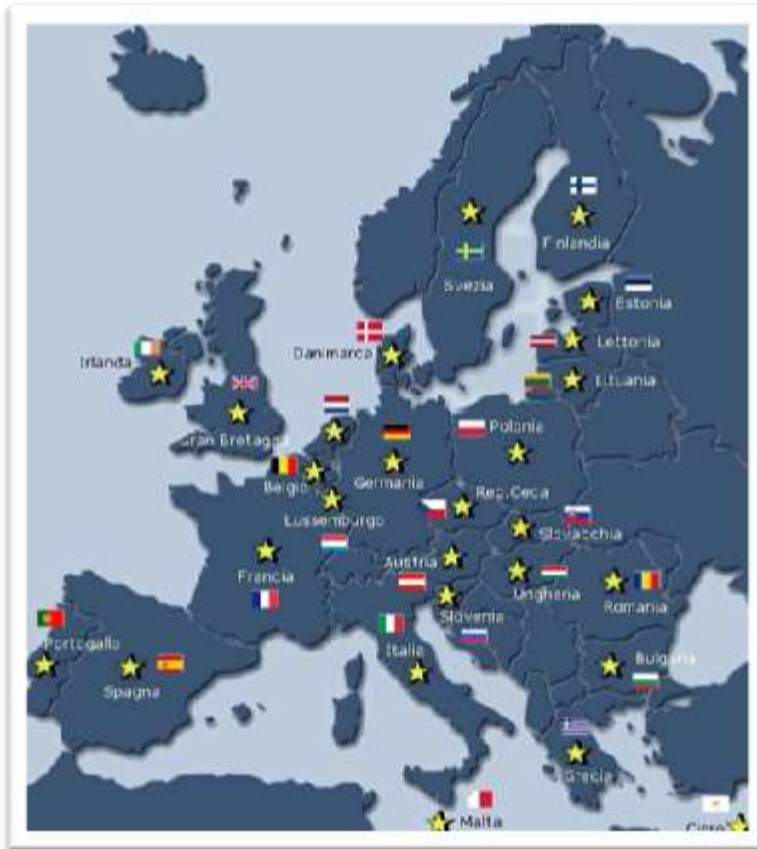 Finlandia
Svezia
Estonia
Danimarca
Lettonia
Irlanda
Lituania
Polonia
Gran Bretagna
Belgio
Germania
Rep.Ceca
Lussemburgo
Slovacchia
Austria
Francia
Ungheria
Romania
Slovenia
Portogallo
Italia
Bulgaria
Spagna
Grecia
Malta
Cipro